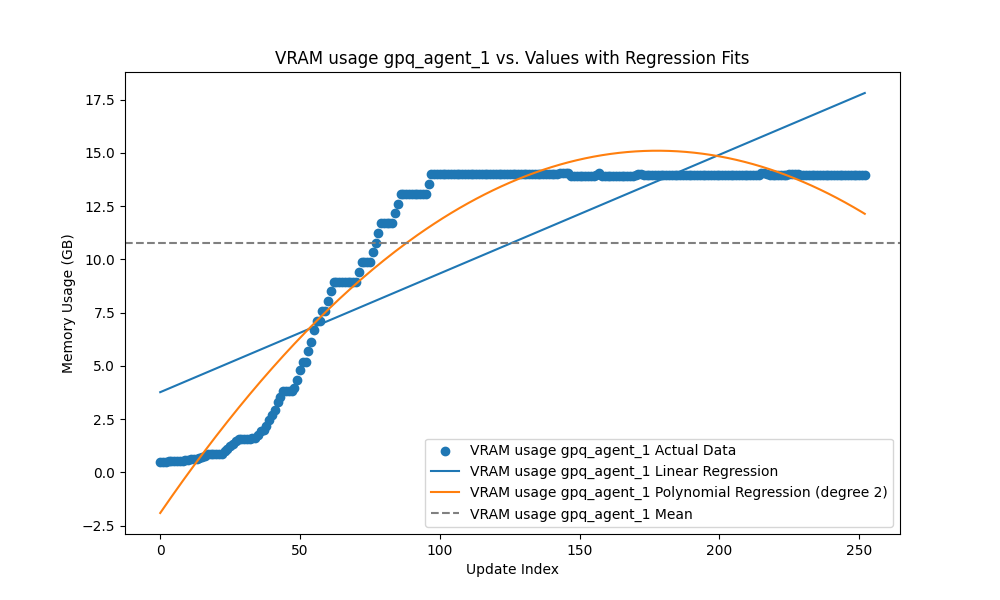 VRAM usage gpq_agent_1 vs. Values with Regression Fits
17.5
15.0
12.5
10.0
7.5
5.0
2.5
0.0
−2.5
Memory Usage (GB)
VRAM usage gpq_agent_1 Actual Data
VRAM usage gpq_agent_1 Linear Regression
VRAM usage gpq_agent_1 Polynomial Regression (degree 2)
VRAM usage gpq_agent_1 Mean
0 50 100 150 200 250
Update Index